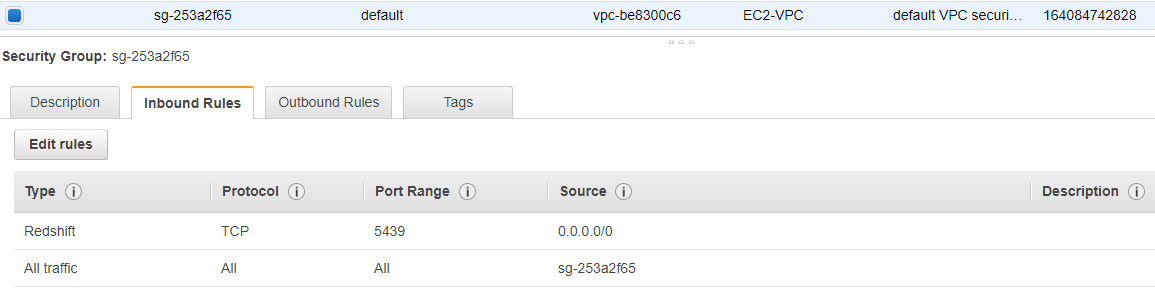 sg-253a2f65 default vpc-be8300c6 EC2-VPC default VPC securi... 164084742828
Security Group: sg-253a2f65
Description Inbound Rules Outbound Rules Tags
Edit rules
Type Protocol Port Range Source Description
Redshift TCP 5439 0.0.0.0/0
All traffic All All sg-253a2f65